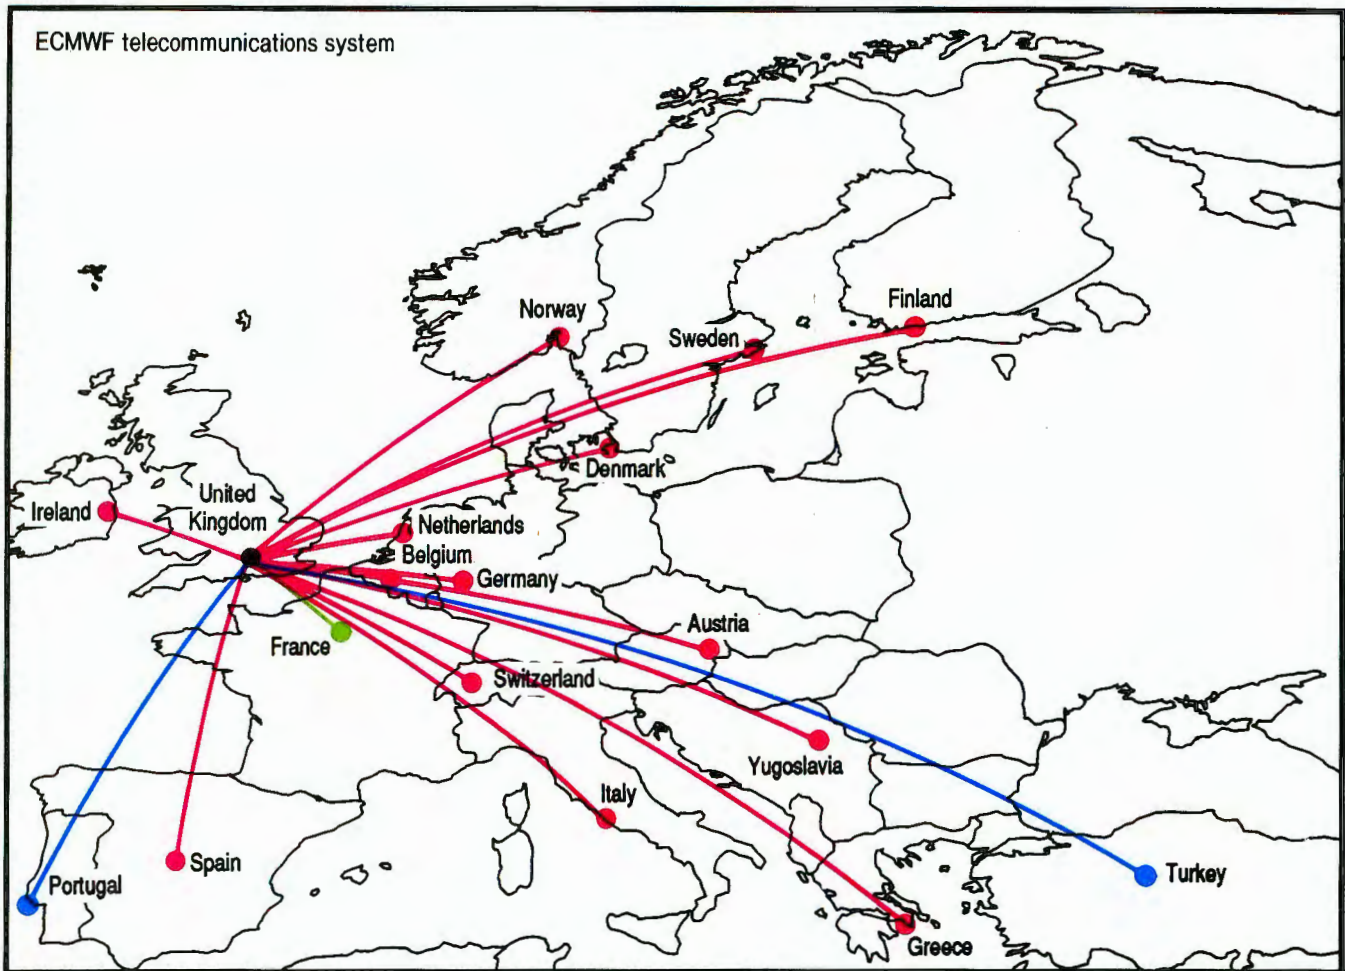 ECMWF telecommunications system
Norway
Finland
Sweden
Denmark
United
Kingdom
Ireland
Netherlands
Belgium
Germany
Austria
France
Switzerland
Yugoslavia
Italy
Spain
Portugal
Turkey
Greece